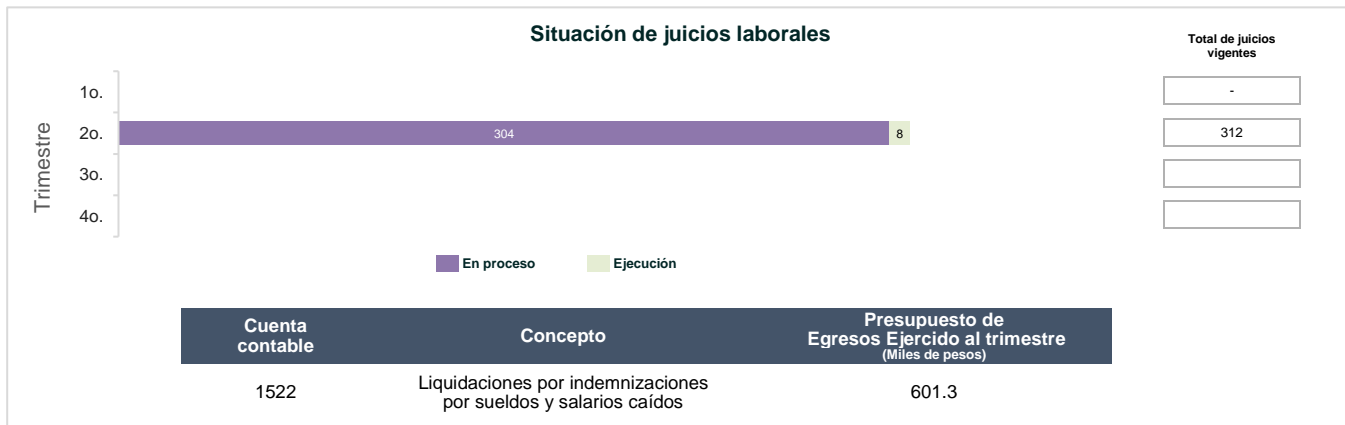 Situación de juicios laborales
Total de juicios
vigentes
Trimestre
1o.
-
2o.
304
8
312
3o.
4o.
En proceso
Ejecución
Cuenta
contable
Concepto
Presupuesto de
Egresos Ejercido al trimestre
(Miles de pesos)
1522
Liquidaciones por indemnizaciones
por sueldos y salarios caídos
601.3